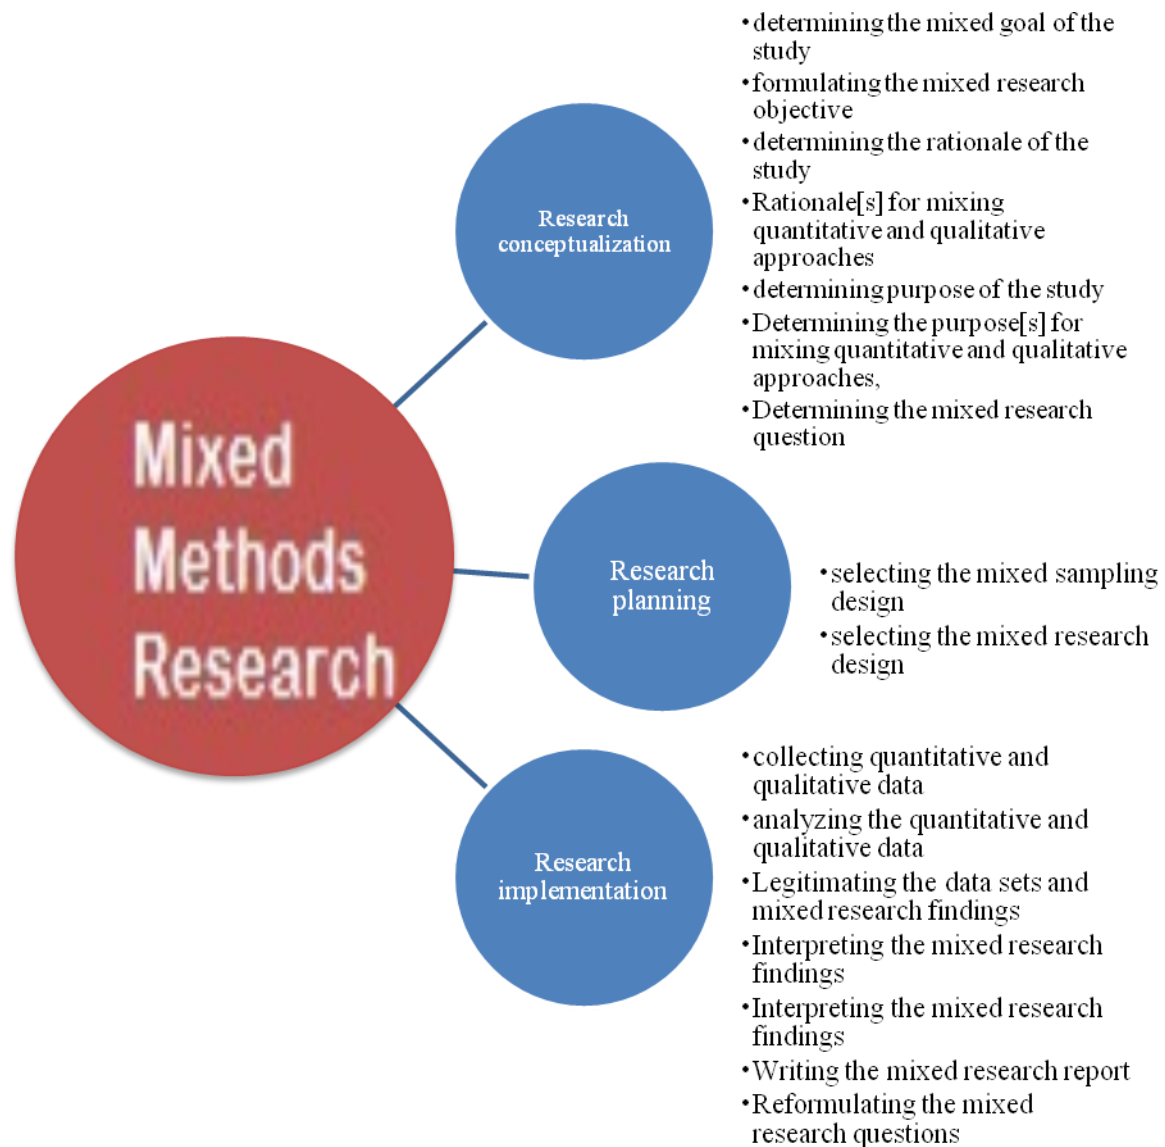 •determining the mixed goal of the
study
•formulating the mixed research
objective
•determining the rationale of the
study
•Rationale[s] for mixing
quantitative and qualitative
approaches
•determining purpose of the study
•Determining the purpose[s] for
mixing quantitative and qualitative
approaches,
•Determining the mixed research
question
Research
conceptualization
Mixed
Methods
Research
Research
planning
•selecting the mixed sampling
design
•selecting the mixed research
design
Research
implementation
•collecting quantitative and
qualitative data
•analyzing the quantitative and
qualitative data
•Legitimating the data sets and
mixed research findings
•Interpreting the mixed research
findings
•Interpreting the mixed research
findings
•Writing the mixed research report
•Reformulating the mixed
research questions